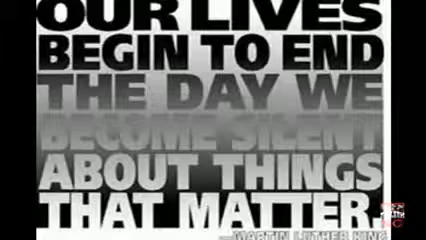 OUR LIVES
BEGIN TO END
THE DAY WE
BECOME SILENT
ABOUT THINGS
THAT MATTER.
—MARTIN LUTHER KING